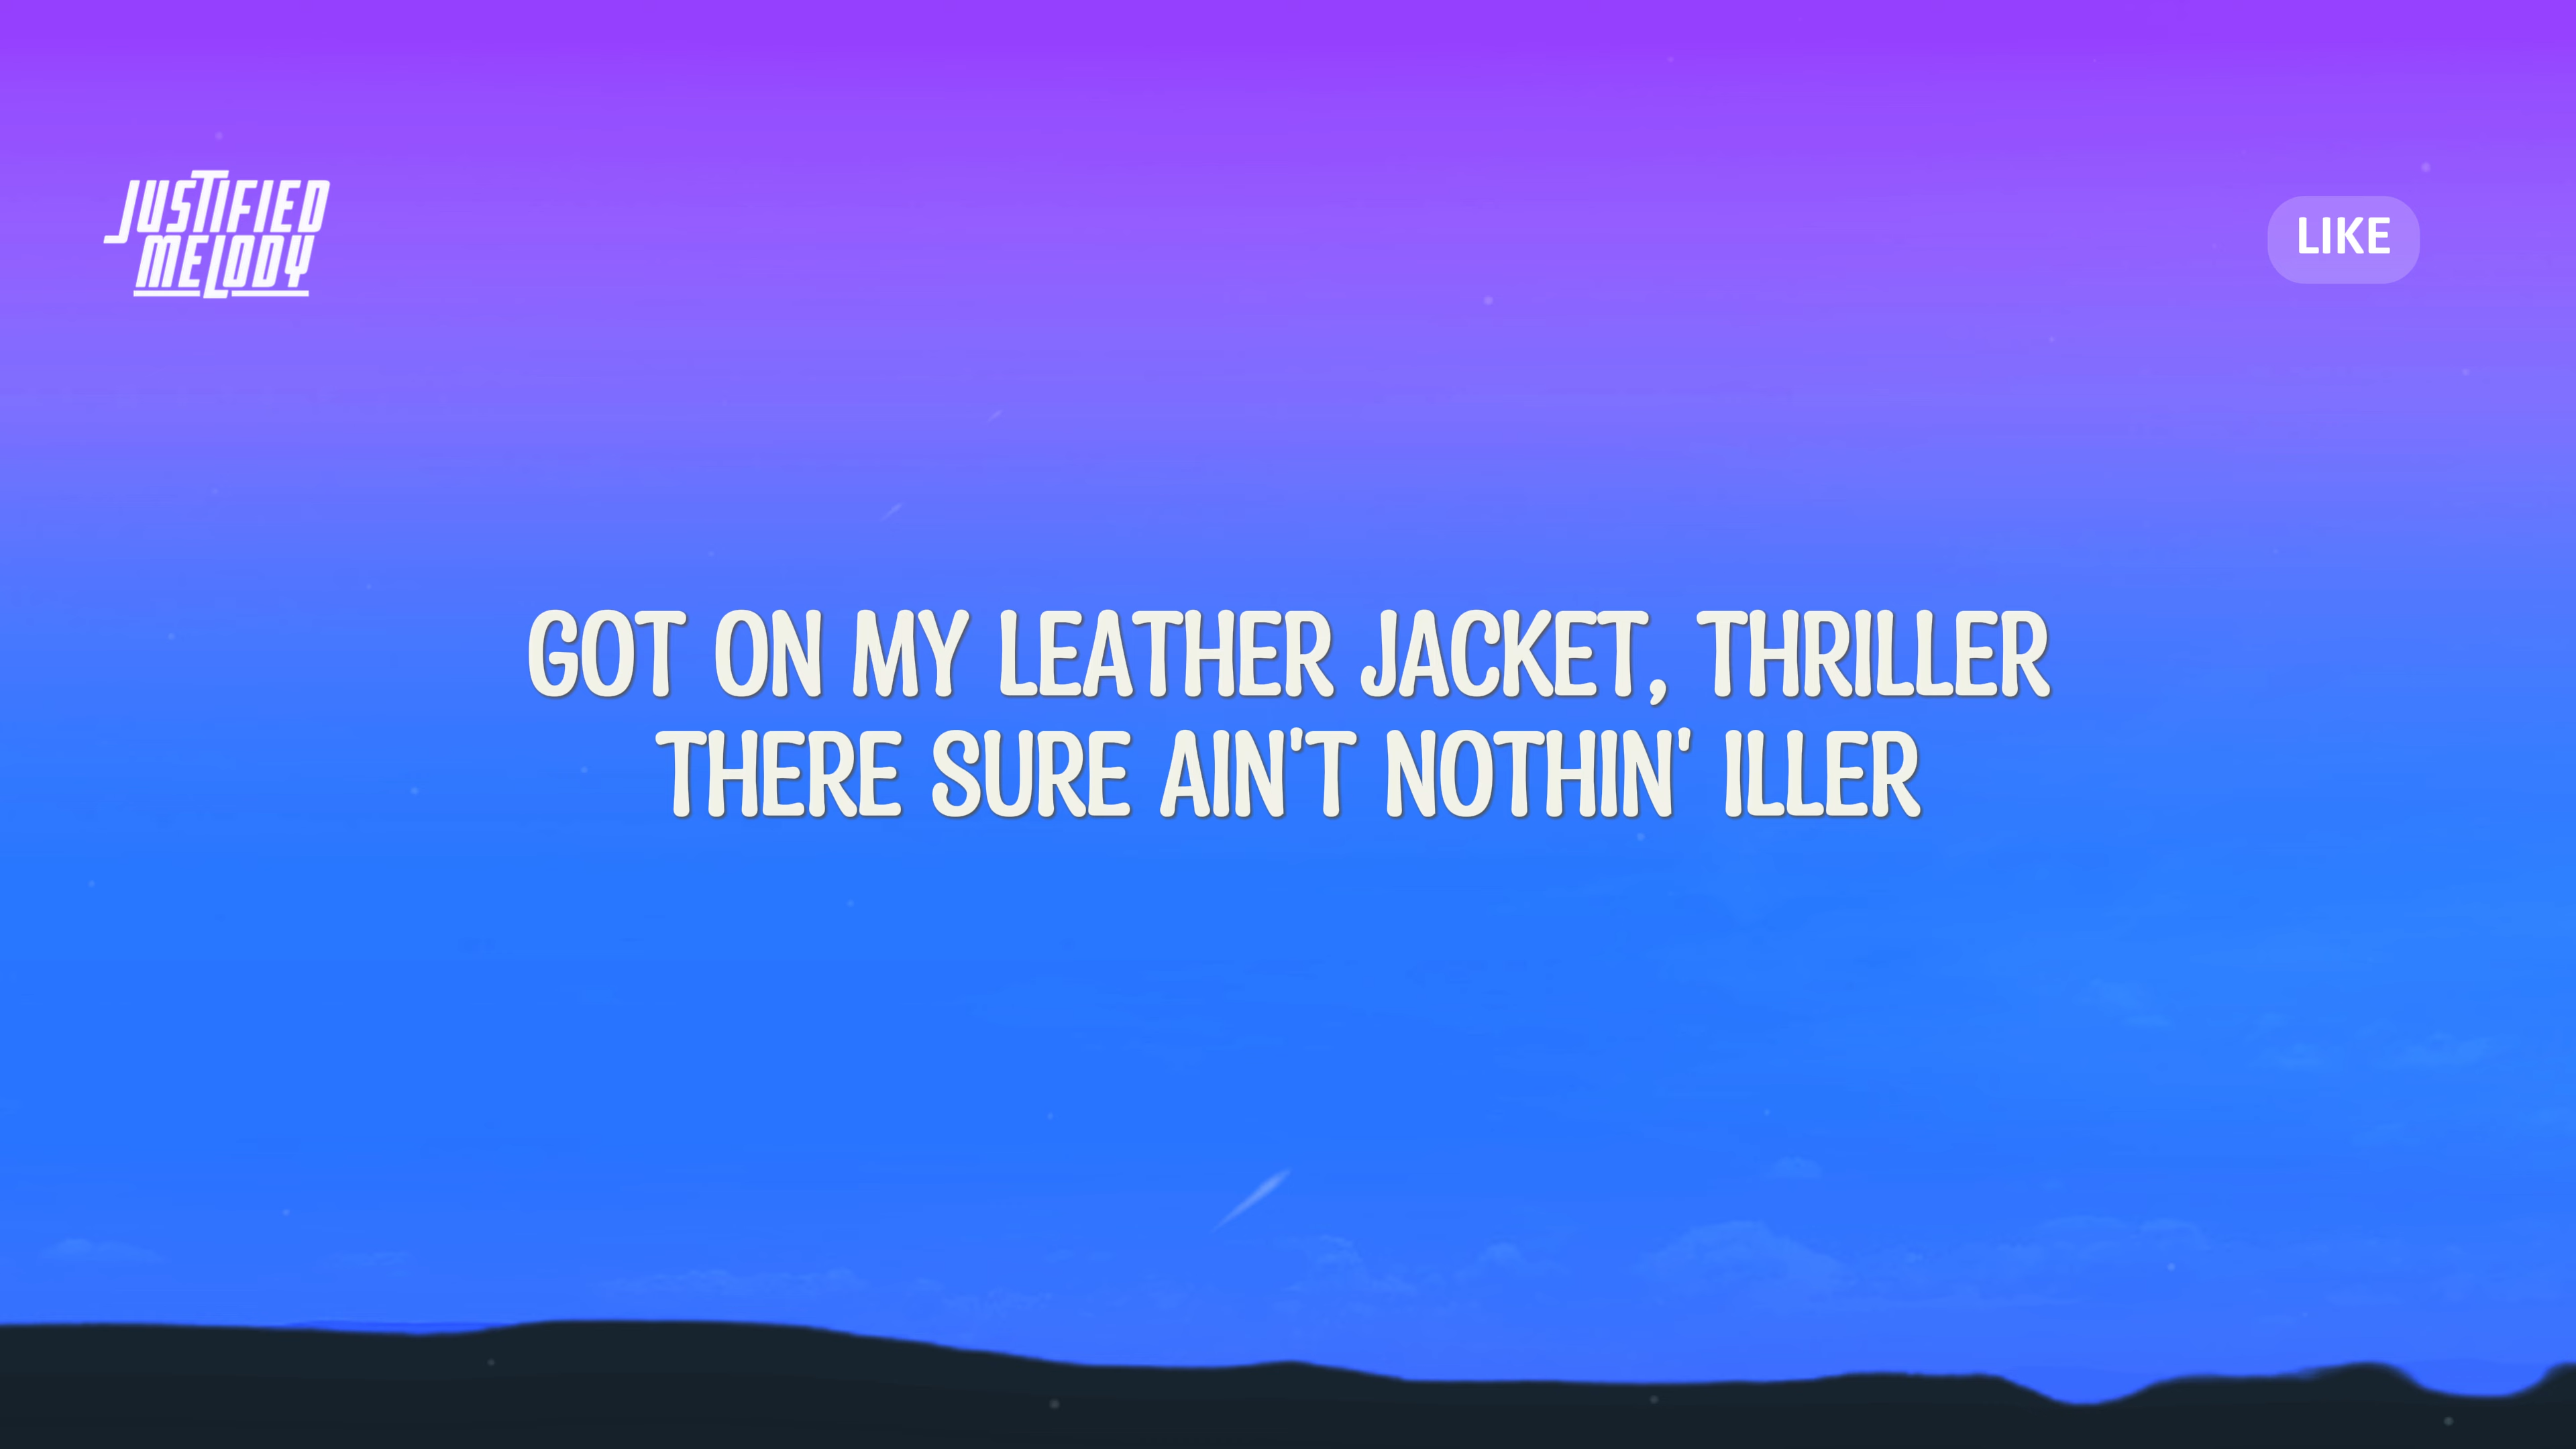 JUSTIFIED
MELODY
LIKE
GOT ON MY LEATHER JACKET, THRILLER
THERE SURE AIN'T NOTHIN' ILLER